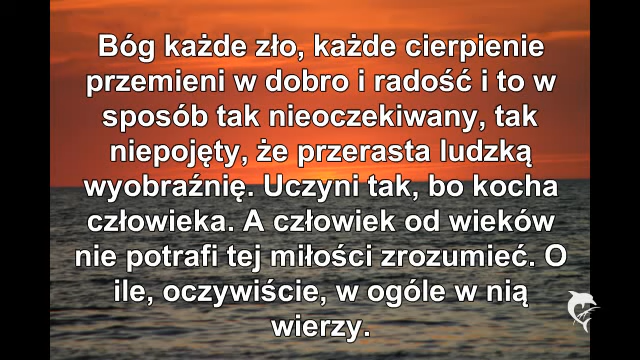 Bóg każde zło, każde cierpienie
przemieni w dobro i radość i to w
sposób tak nieoczekiwany, tak
niepojęty, że przerasta ludzką
wyobraźnię. Uczyni tak, bo kocha
człowieka. A człowiek od wieków
nie potrafi tej miłości zrozumieć. O
ile, oczywiście, w ogóle w nią
wierzy.